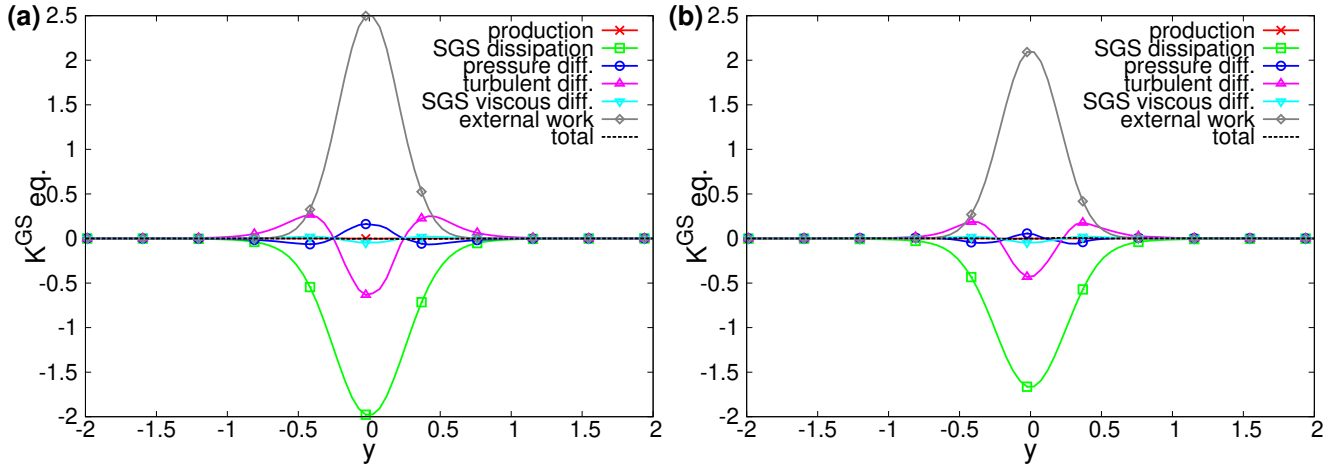 (a)
2.5
2
1.5
1
0.5
0
-0.5
-1
-1.5
-2
K^GS eq.
production
SGS dissipation
pressure diff.
turbulent diff.
SGS viscous diff.
external work
total
-2 -1.5 -1 -0.5 0 0.5 1 1.5 2
y
(b)
2.5
2
1.5
1
0.5
0
-0.5
-1
-1.5
-2
K^GS eq.
production
SGS dissipation
pressure diff.
turbulent diff.
SGS viscous diff.
external work
total
-2 -1.5 -1 -0.5 0 0.5 1 1.5 2
y